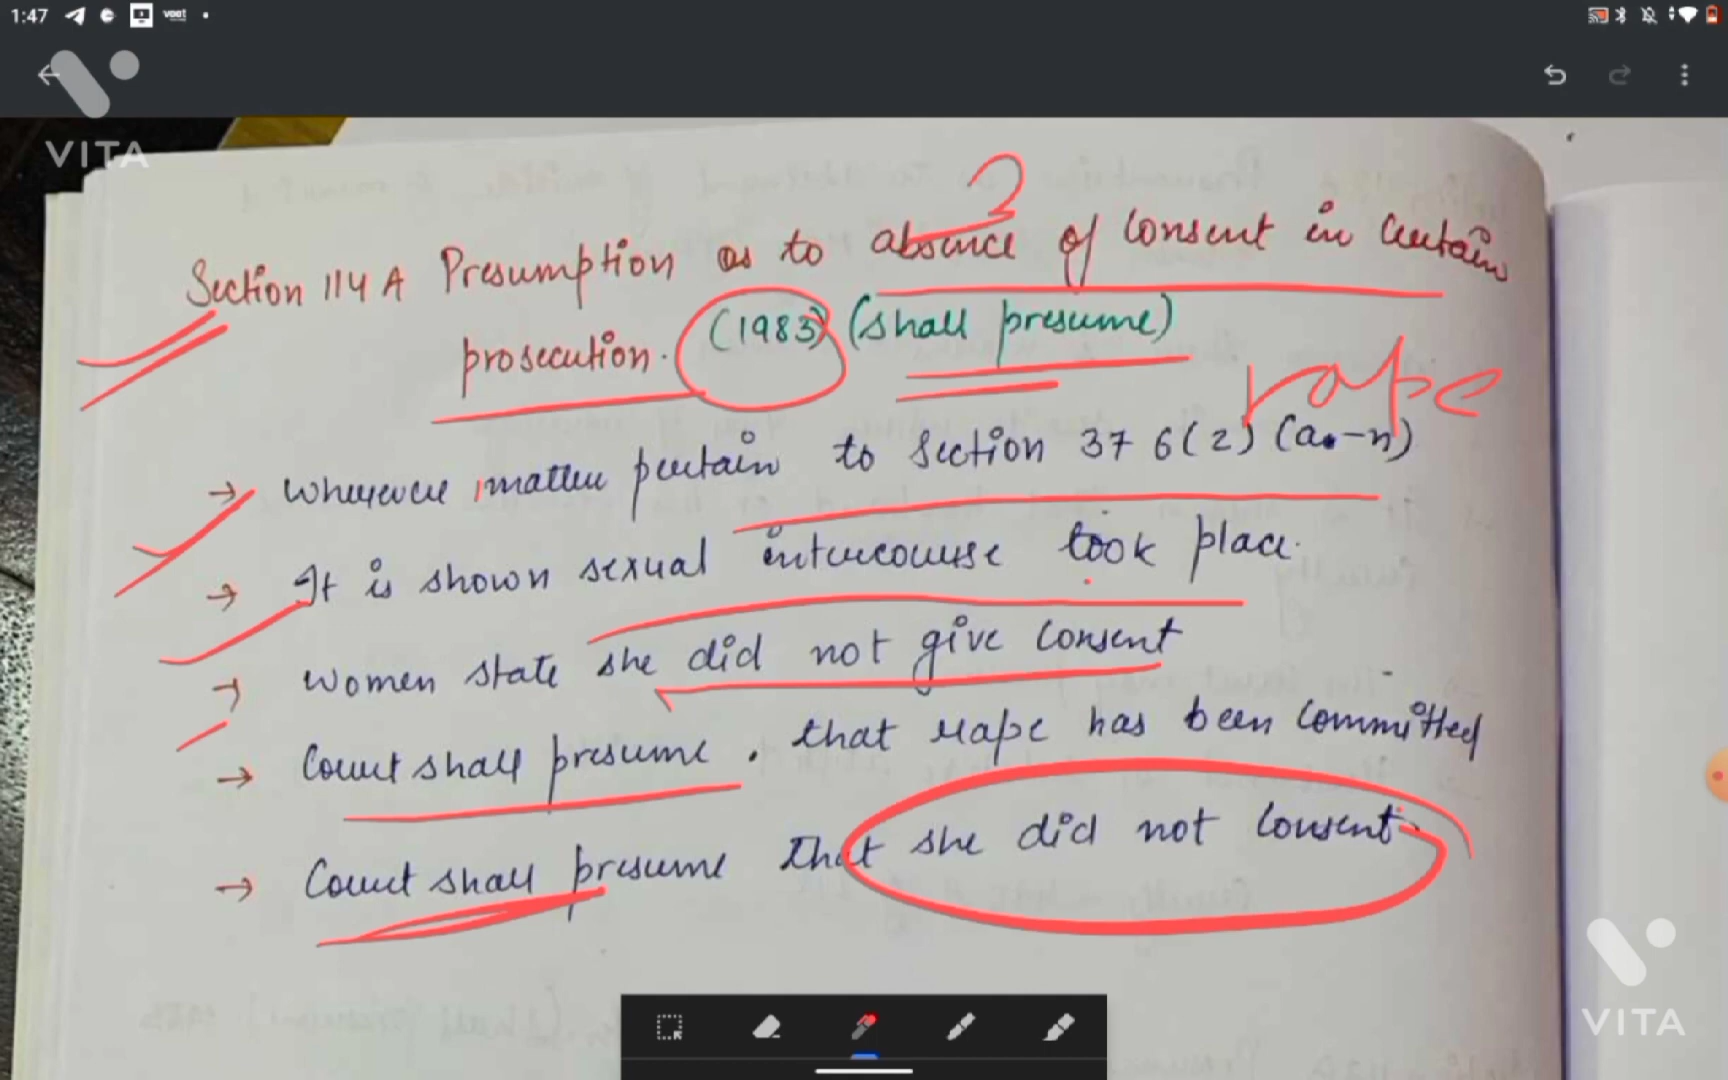 1:47
VITA
Section 114 A Presumption as to absence of consent in certain
prosecution. (1983) (shall presume)
rape
→ wherever matter pertain to section 376(2) (a-n)
→ It is shown sexual intercourse took place.
→ women state she did not give consent
→ Court shall presume. that rape has been committed
→ Court shall presume that she did not consent.
VITA